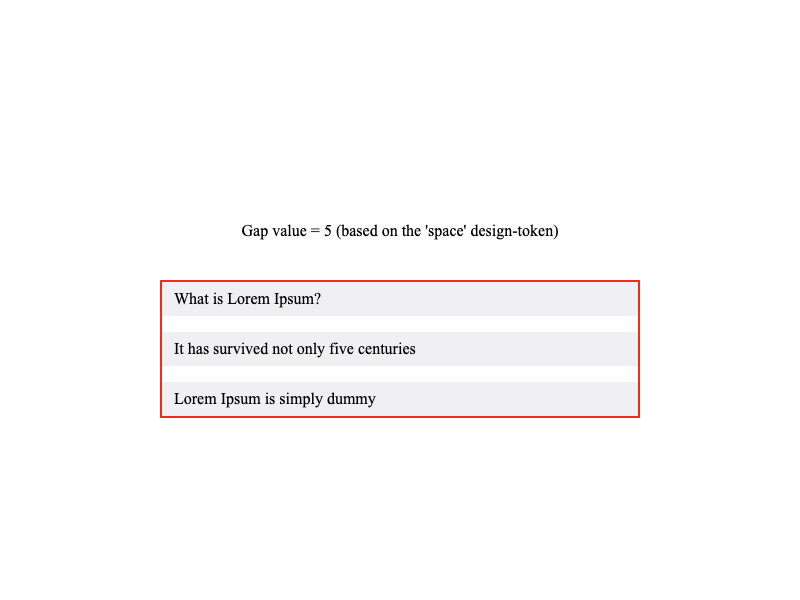 Gap value = 5 (based on the 'space' design-token)
What is Lorem Ipsum?
It has survived not only five centuries
Lorem Ipsum is simply dummy